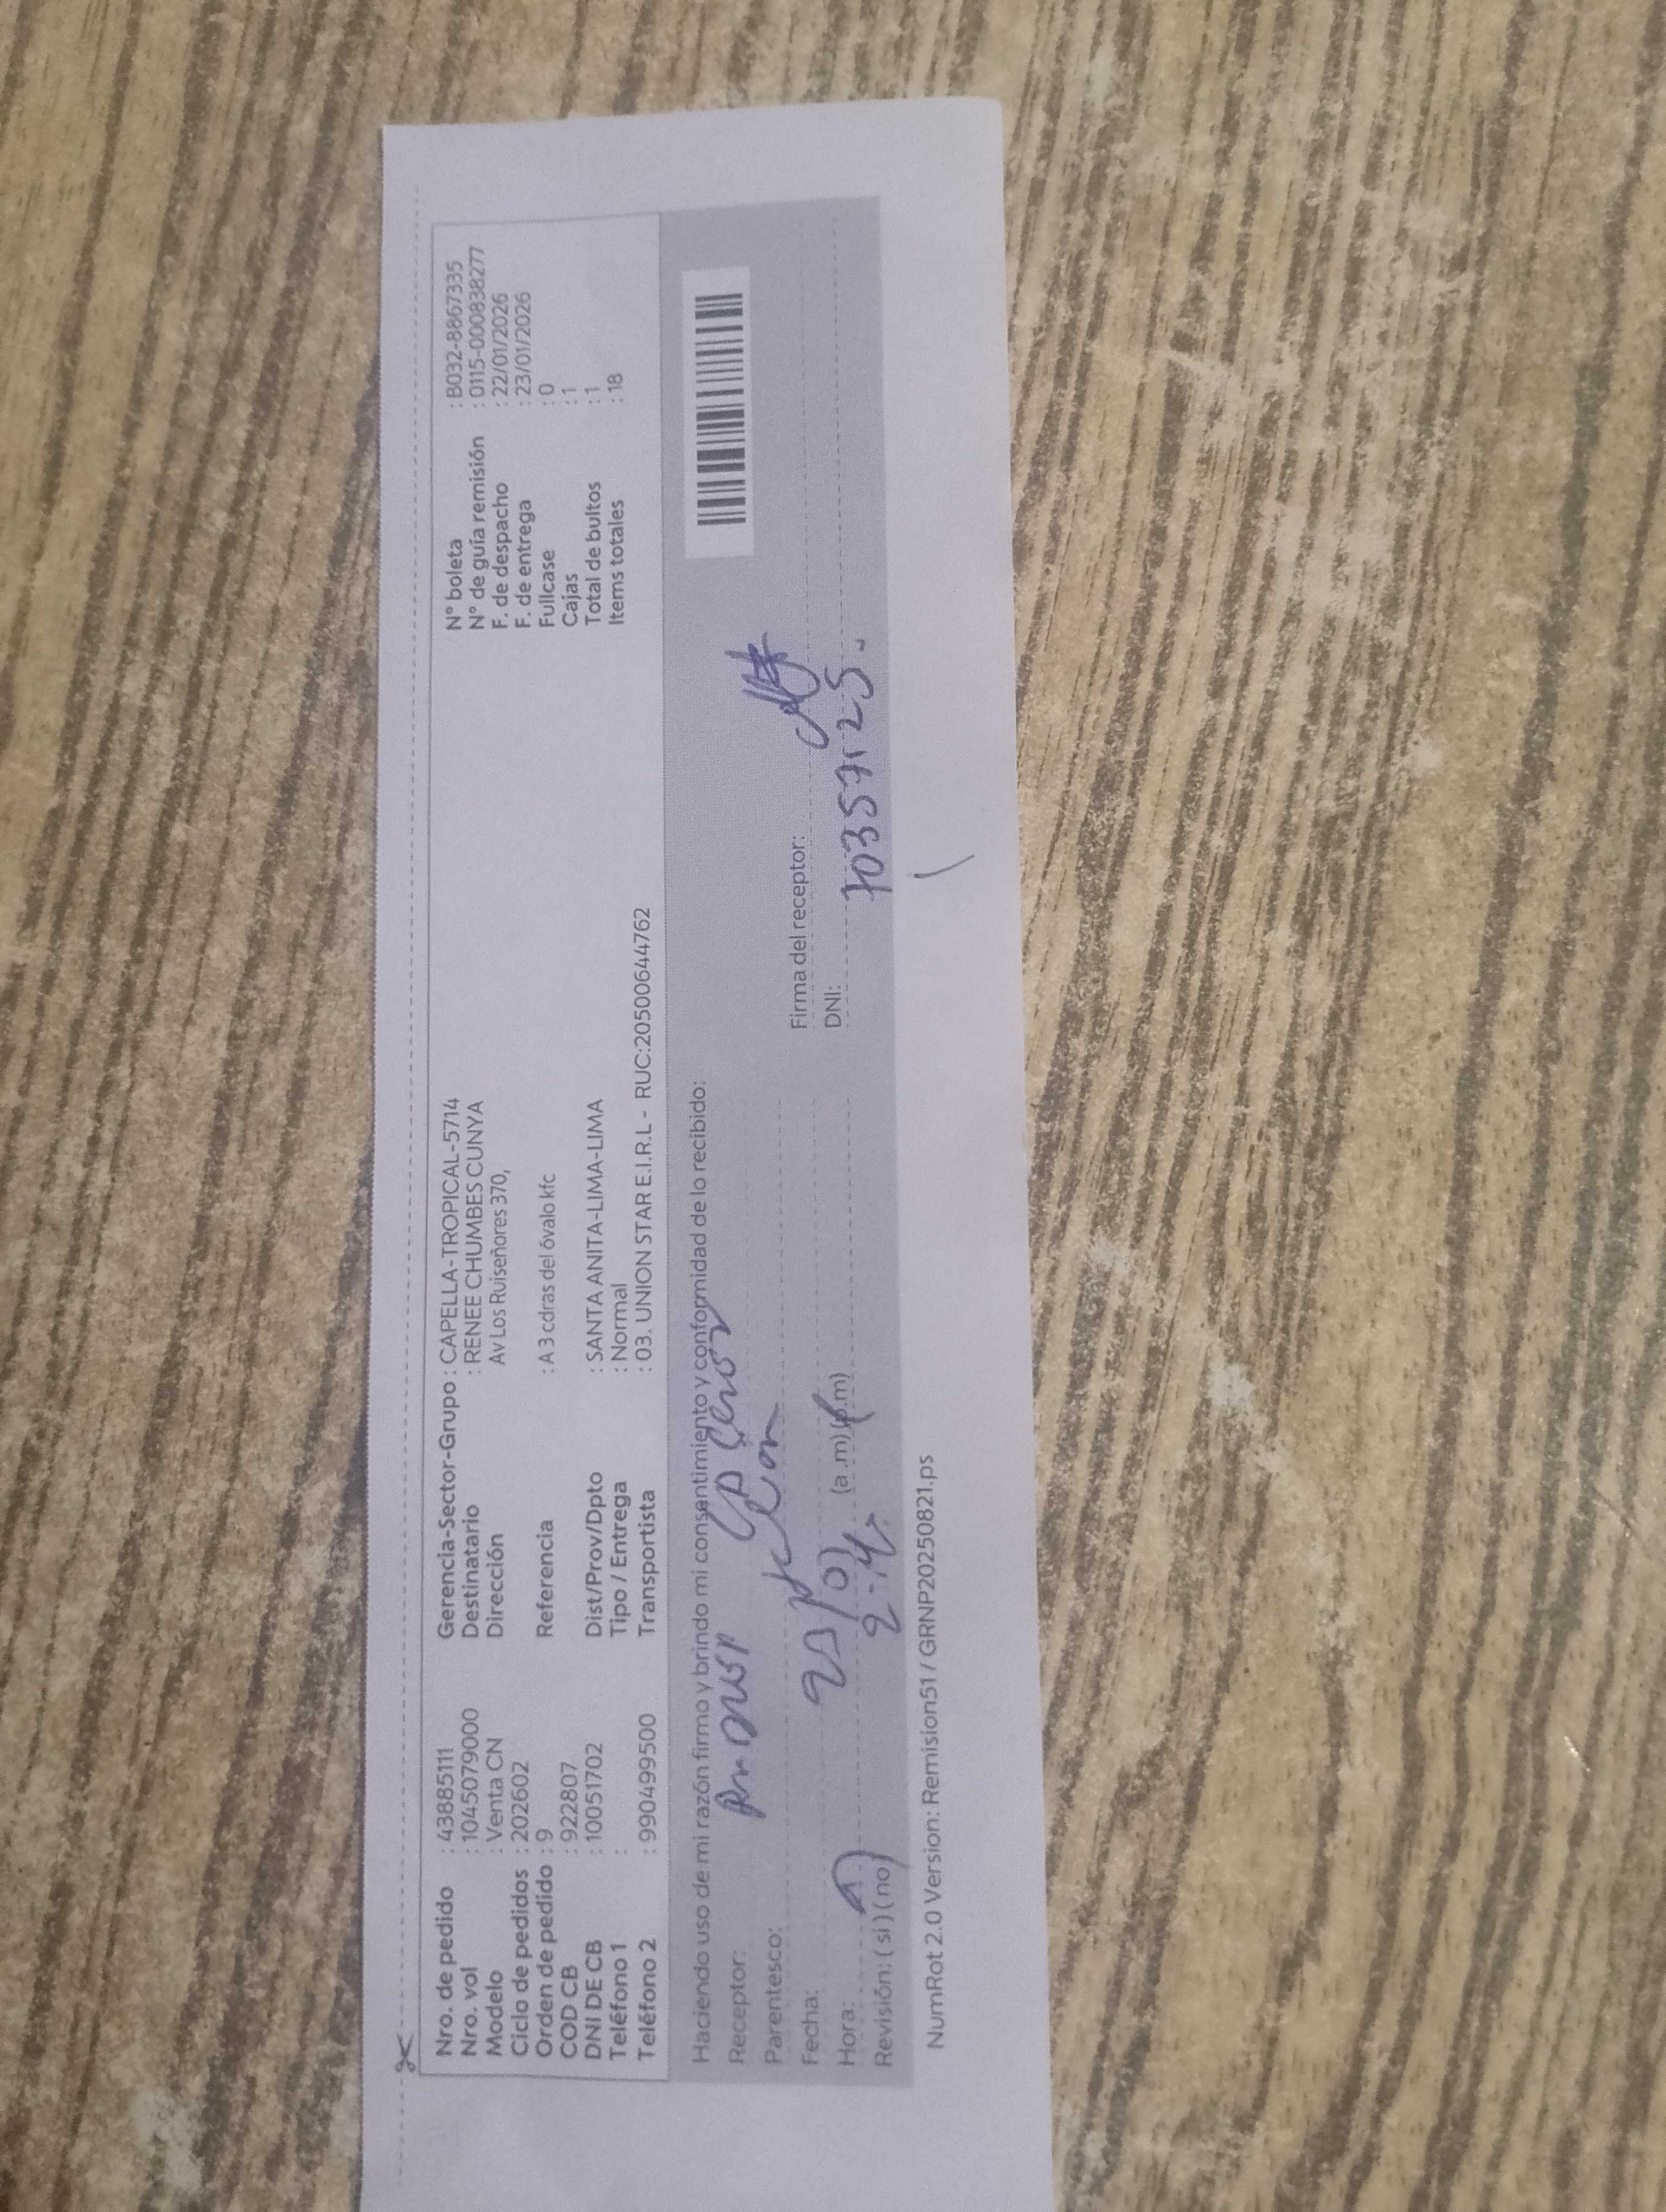 Nro. de pedido : 43885111
Nro. vol : 1045079000
Modelo : Venta CN
Ciclo de pedidos : 202602
Orden de pedido : 9
COD CB : 922807
DNI DE CB : 10051702
Teléfono 1 :
Teléfono 2 : 990499500
Gerencia-Sector-Grupo : CAPELLA-TROPICAL-5714
Destinatario : RENEE CHUMBES CUNYA
Dirección Av Los Ruiseñores 370,
Referencia : A 3 cdras del óvalo kfc
Dist/Prov/Dpto : SANTA ANITA-LIMA-LIMA
Tipo / Entrega : Normal
Transportista : 03. UNION STAR E.I.R.L - RUC:20500644762
N° boleta : B032-8867335
N° de guía remisión : 0115-000838277
F. de despacho : 22/01/2026
F. de entrega : 23/01/2026
Fullcase : 0
Cajas : 1
Total de bultos : 1
Items totales : 18
Haciendo uso de mi razón firmo y brindo mi consentimiento y conformidad de lo recibido:
Receptor:
Parentesco:
Fecha:
Hora: (a .m) (p.m)
Revisión: ( si ) ( no )
Firma del receptor:
DNI:
NumRot 2.0 Version: Remision51 / GRNP20250821.ps